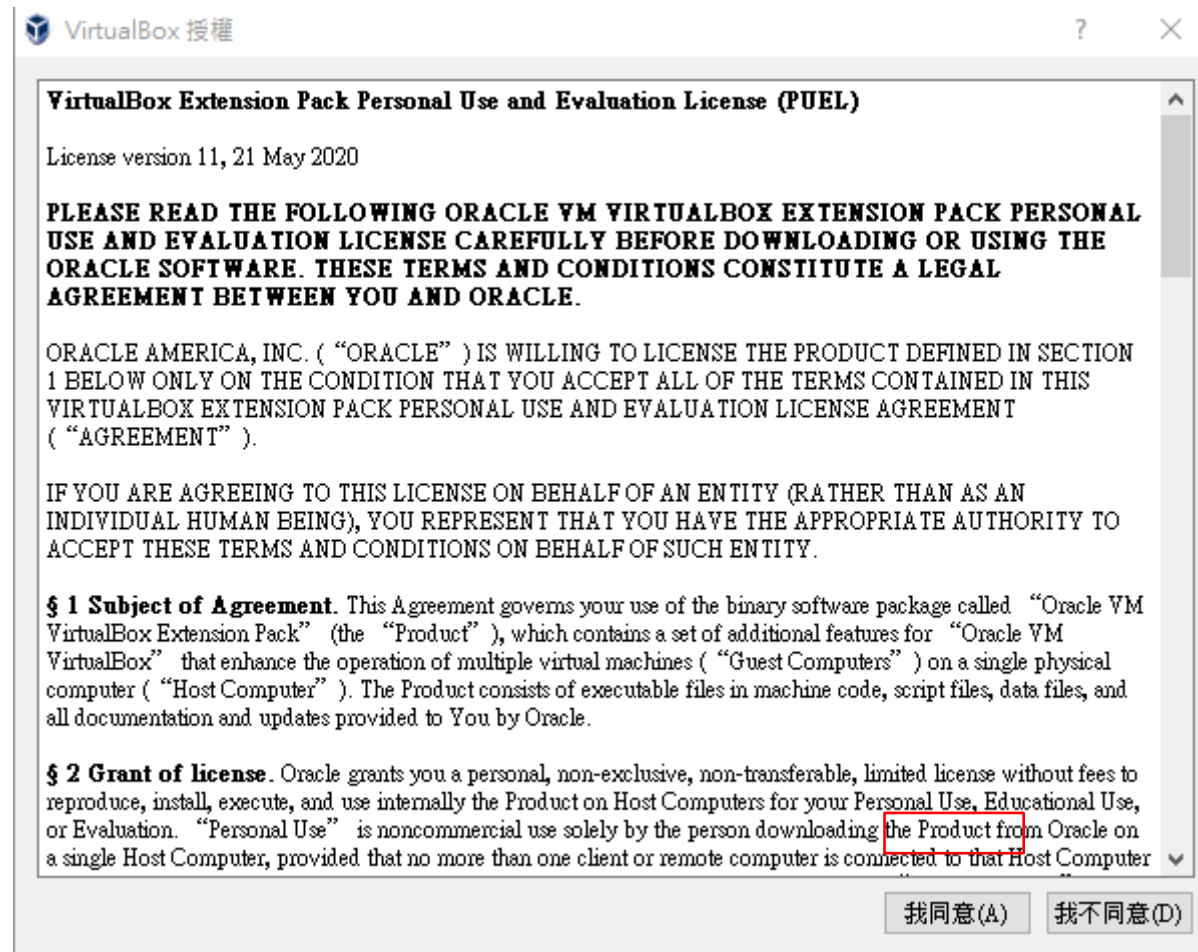 VirtualBox 授權
?
VirtualBox Extension Pack Personal Use and Evaluation License (PUEL)
License version 11, 21 May 2020
PLEASE READ THE FOLLOWING ORACLE VM VIRTUALBOX EXTENSION PACK PERSONAL
USE AND EVALUATION LICENSE CAREFULLY BEFORE DOWNLOADING OR USING THE
ORACLE SOFTWARE. THESE TERMS AND CONDITIONS CONSTITUTE A LEGAL
AGREEMENT BETWEEN YOU AND ORACLE.
ORACLE AMERICA, INC. (“ORACLE”) IS WILLING TO LICENSE THE PRODUCT DEFINED IN SECTION
1 BELOW ONLY ON THE CONDITION THAT YOU ACCEPT ALL OF THE TERMS CONTAINED IN THIS
VIRTUALBOX EXTENSION PACK PERSONAL USE AND EVALUATION LICENSE AGREEMENT
(“AGREEMENT”).
IF YOU ARE AGREEING TO THIS LICENSE ON BEHALF OF AN ENTITY (RATHER THAN AS AN
INDIVIDUAL HUMAN BEING), YOU REPRESENT THAT YOU HAVE THE APPROPRIATE AUTHORITY TO
ACCEPT THESE TERMS AND CONDITIONS ON BEHALF OF SUCH ENTITY.
§ 1 Subject of Agreement. This Agreement governs your use of the binary software package called “Oracle VM
VirtualBox Extension Pack” (the “Product”), which contains a set of additional features for “Oracle VM
VirtualBox” that enhance the operation of multiple virtual machines (“Guest Computers”) on a single physical
computer (“Host Computer”). The Product consists of executable files in machine code, script files, data files, and
all documentation and updates provided to You by Oracle.
§ 2 Grant of license. Oracle grants you a personal, non-exclusive, non-transferable, limited license without fees to
reproduce, install, execute, and use internally the Product on Host Computers for your Personal Use, Educational Use,
or Evaluation. “Personal Use” is noncommercial use solely by the person downloading the Product from Oracle on
a single Host Computer, provided that no more than one client or remote computer is connected to that Host Computer
我同意(A)
我不同意(D)